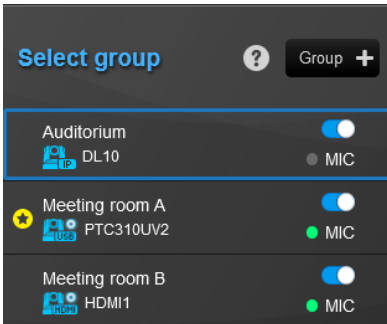 Select group
? Group +
Auditorium
IP DL10 MIC
Meeting room A
USB PTC310UV2 MIC
Meeting room B
HDMI HDMI1 MIC